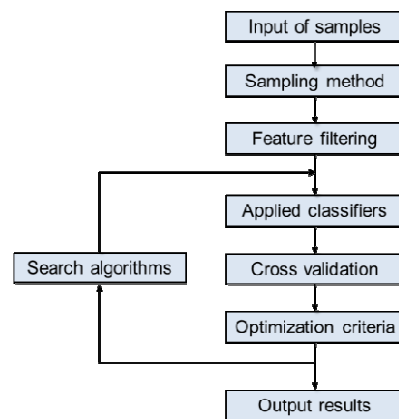 Input of samples
Sampling method
Feature filtering
Applied classifiers
Search algorithms
Cross validation
Optimization criteria
Output results